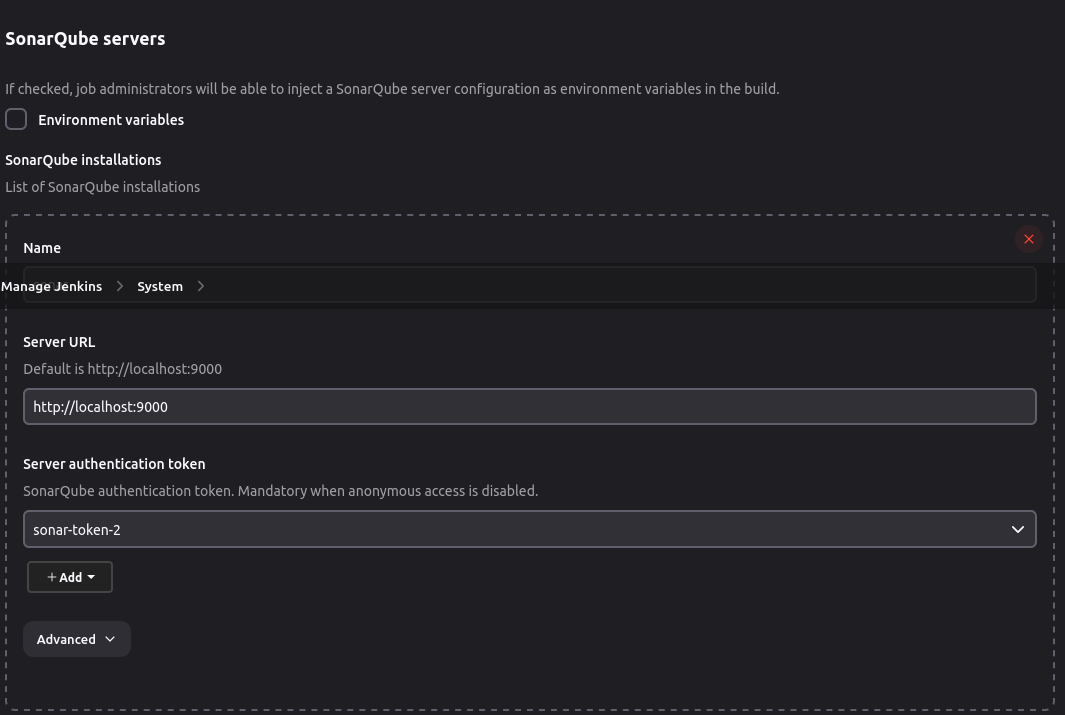 SonarQube servers
If checked, job administrators will be able to inject a SonarQube server configuration as environment variables in the build.
Environment variables
SonarQube installations
List of SonarQube installations
Name
Manage Jenkins > System >
Server URL
Default is http://localhost:9000
http://localhost:9000
Server authentication token
SonarQube authentication token. Mandatory when anonymous access is disabled.
sonar-token-2
+ Add
Advanced